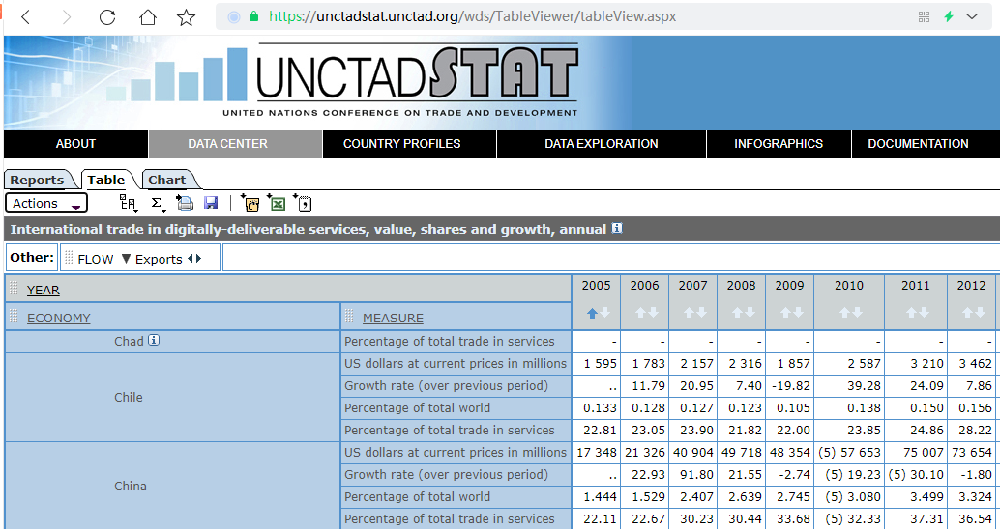 https://unctadstat.unctad.org/wds/TableViewer/tableView.aspx
UNCTADSTAT
UNITED NATIONS CONFERENCE ON TRADE AND DEVELOPMENT
ABOUT DATA CENTER COUNTRY PROFILES DATA EXPLORATION INFOGRAPHICS DOCUMENTATION
Reports Table Chart
Actions
International trade in digitally-deliverable services, value, shares and growth, annual
Other: FLOW Exports
YEAR 2005 2006 2007 2008 2009 2010 2011 2012
ECONOMY MEASURE
Chad Percentage of total trade in services - - - - - - - -
US dollars at current prices in millions 1 595 1 783 2 157 2 316 1 857 2 587 3 210 3 462
Growth rate (over previous period) .. 11.79 20.95 7.40 -19.82 39.28 24.09 7.86
Chile
Percentage of total world 0.133 0.128 0.127 0.123 0.105 0.138 0.150 0.156
Percentage of total trade in services 22.81 23.05 23.90 21.82 22.00 23.85 24.86 28.22
US dollars at current prices in millions 17 348 21 326 40 904 49 718 48 354 (5) 57 653 75 007 73 654
Growth rate (over previous period) .. 22.93 91.80 21.55 -2.74 (5) 19.23 (5) 30.10 -1.80
China
Percentage of total world 1.444 1.529 2.407 2.639 2.745 (5) 3.080 3.499 3.324
Percentage of total trade in services 22.11 22.67 30.23 30.44 33.68 (5) 32.33 37.31 36.54